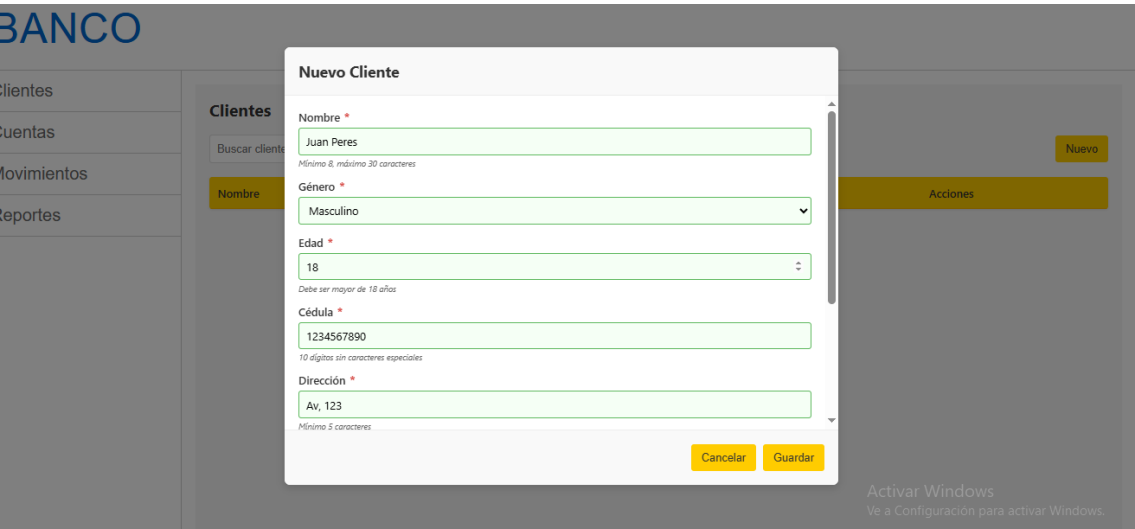 BANCO
Clientes
Cuentas
Movimientos
Reportes
Clientes
Buscar cliente
Nuevo
Nombre
Acciones
Nuevo Cliente
Nombre *
Juan Peres
Mínimo 8, máximo 30 caracteres
Género *
Masculino
Edad *
18
Debe ser mayor de 18 años
Cédula *
1234567890
10 dígitos sin caracteres especiales
Dirección *
Av, 123
Mínimo 5 caracteres
Cancelar
Guardar
Activar Windows
Ve a Configuración para activar Windows.